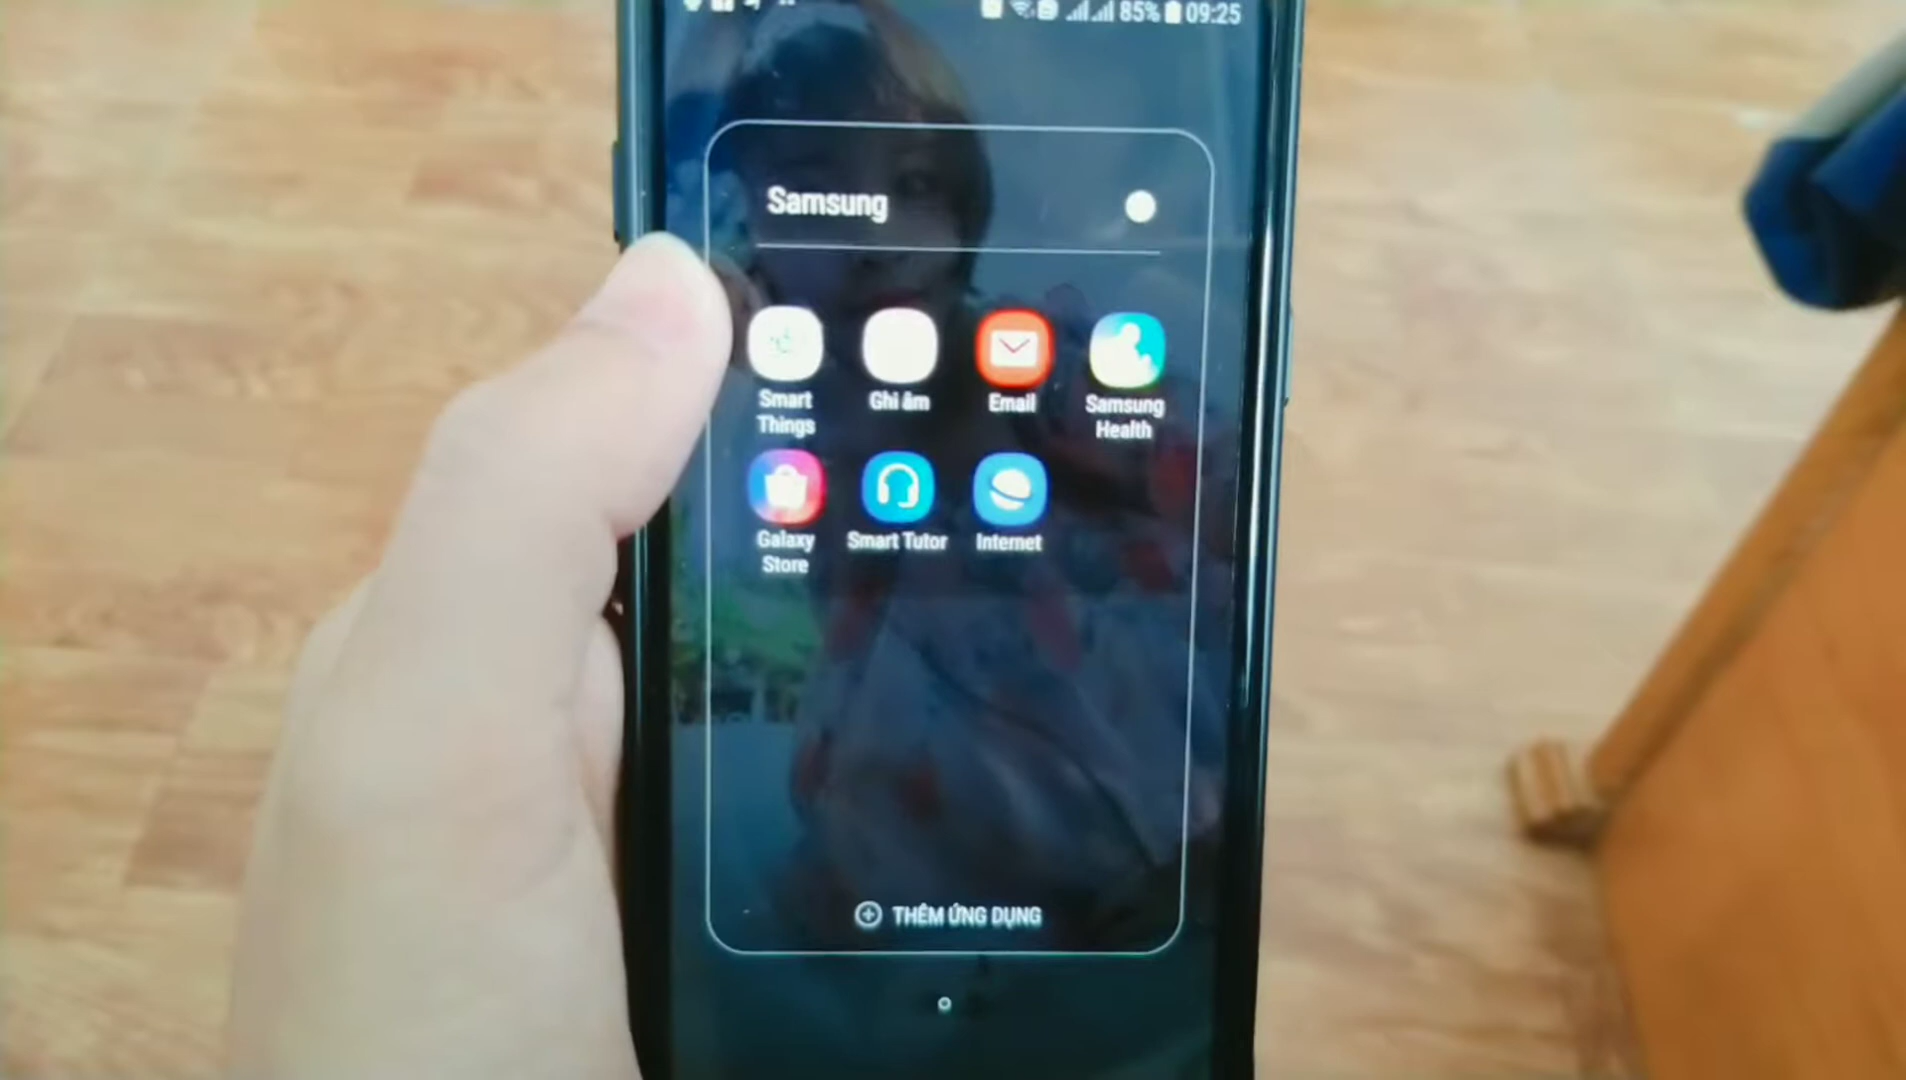 85% 09:25
Samsung
Smart Things
Ghi âm
Email
Samsung Health
Galaxy Store
Smart Tutor
Internet
THÊM ỨNG DỤNG